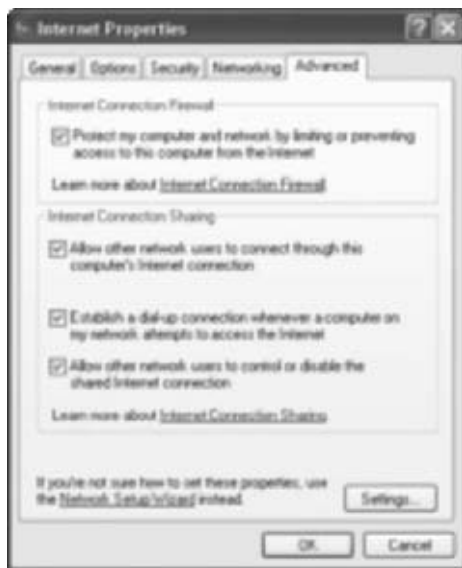 Internet Properties
General Options Security Networking Advanced
Internet Connection Firewall
Protect my computer and network by limiting or preventing
access to this computer from the Internet
Learn more about Internet Connection Firewall.
Internet Connection Sharing
Allow other network users to connect through this
computer's Internet connection
Establish a dial-up connection whenever a computer on
my network attempts to access the Internet
Allow other network users to control or disable the
shared Internet connection
Learn more about Internet Connection Sharing.
If you're not sure how to set these properties, use
the Network Setup Wizard instead.
Settings...
OK Cancel